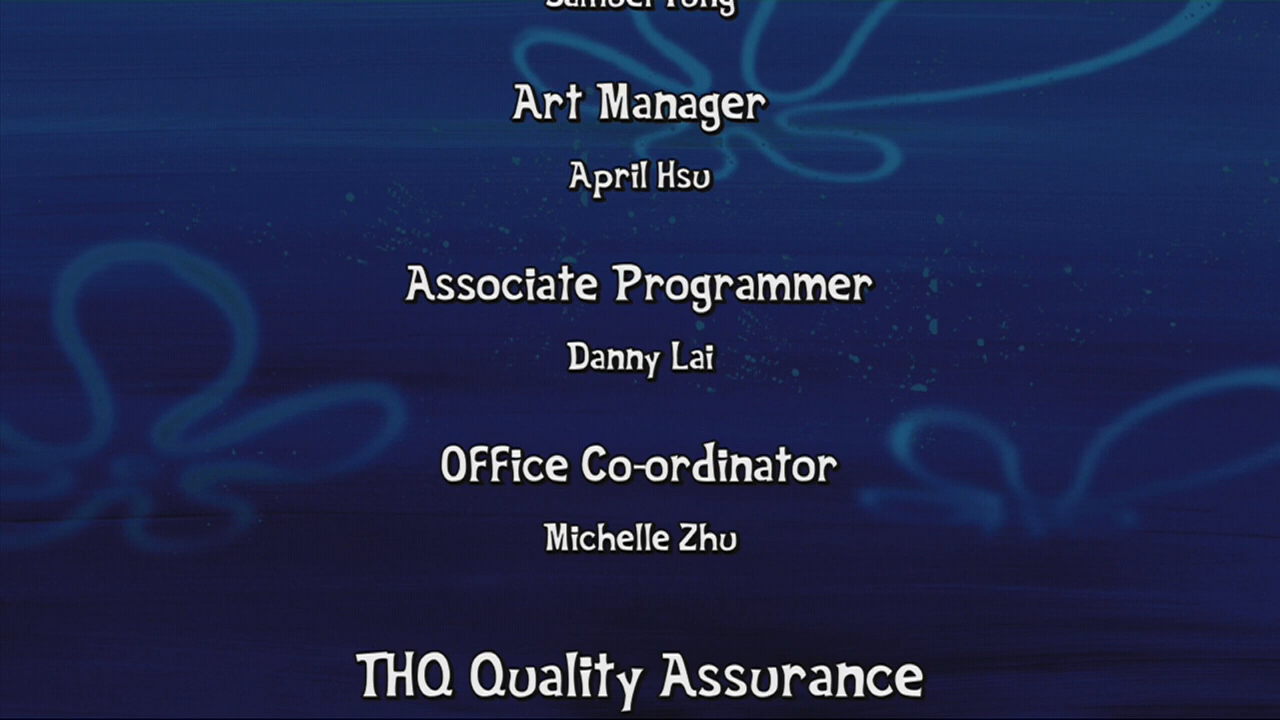 Art Manager
April Hsu
Associate Programmer
Danny Lai
Office Co-ordinator
Michelle Zhu
THQ Quality Assurance